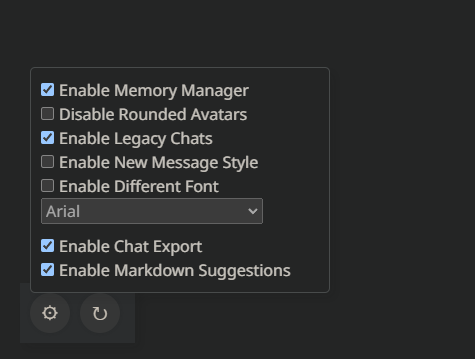 Enable Memory Manager
Disable Rounded Avatars
Enable Legacy Chats
Enable New Message Style
Enable Different Font
Arial
Enable Chat Export
Enable Markdown Suggestions